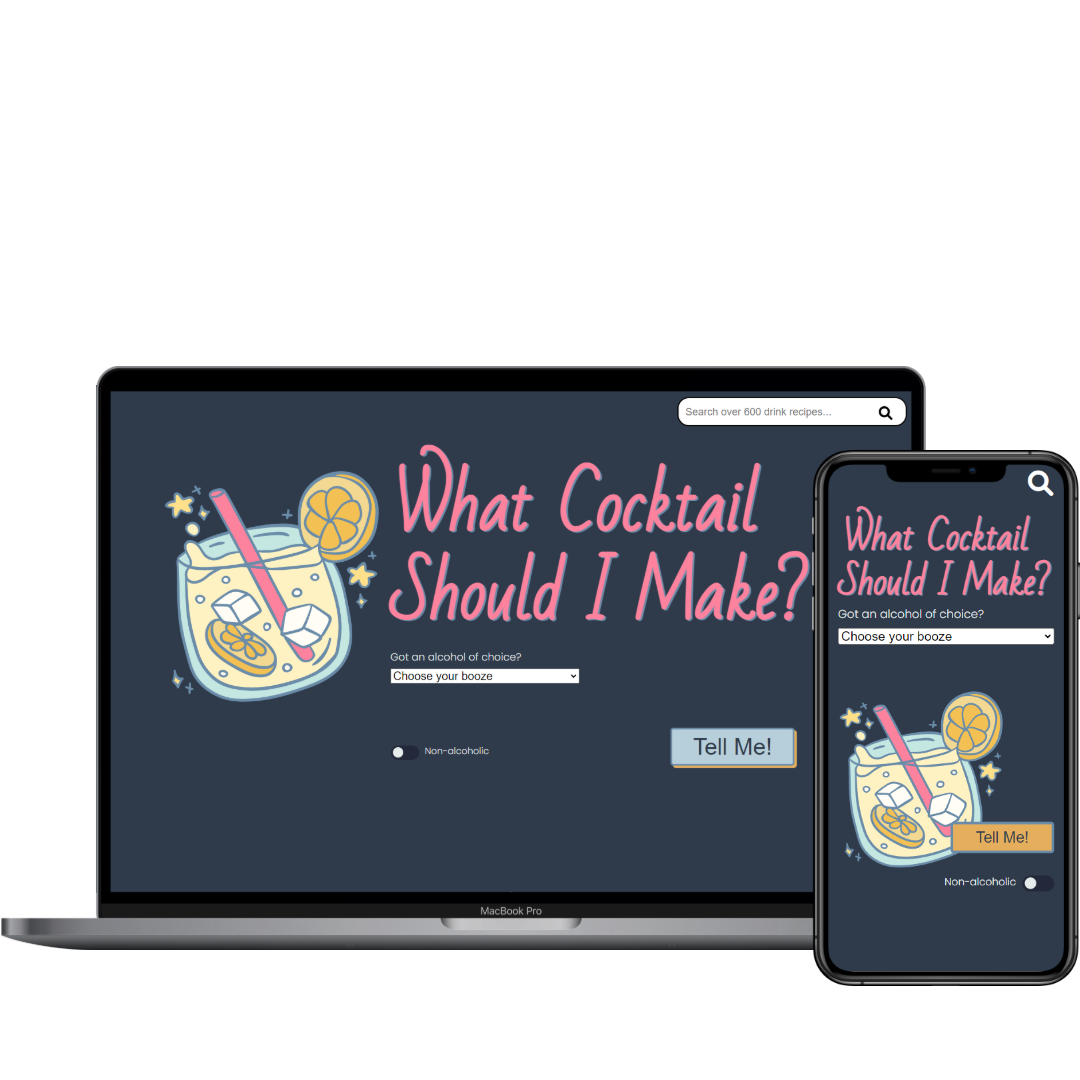 Search over 600 drink recipes...
What Cocktail
Should I Make?
Got an alcohol of choice?
Choose your booze
Non-alcoholic
Tell Me!
MacBook Pro
What Cocktail
Should I Make?
Got an alcohol of choice?
Choose your booze
Tell Me!
Non-alcoholic